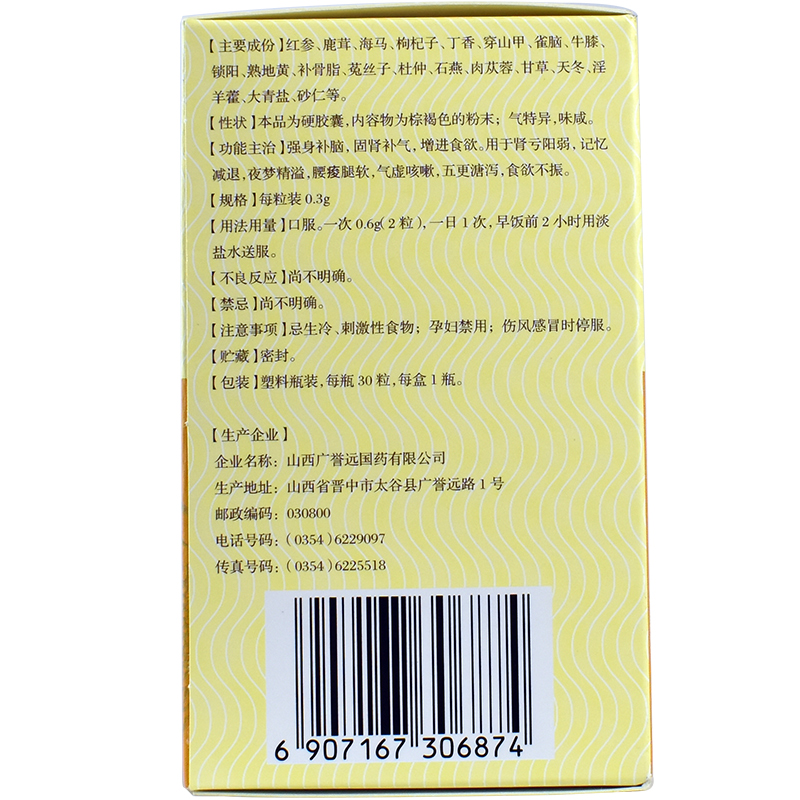 【主要成份】红参、鹿茸、海马、枸杞子、丁香、穿山甲、雀脑、牛膝、
锁阳、熟地黄、补骨脂、菟丝子、杜仲、石燕、肉苁蓉、甘草、天冬、淫
羊藿、大青盐、砂仁等。
【性状】本品为硬胶囊，内容物为棕褐色的粉末；气特异，味咸。
【功能主治】强身补脑，固肾补气，增进食欲。用于肾亏阳弱，记忆
减退，夜梦精溢，腰痠腿软，气虚咳嗽，五更溏泻，食欲不振。
【规格】每粒装0.3g
【用法用量】口服。一次0.6g(2粒)，一日1次，早饭前2小时用淡
盐水送服。
【不良反应】尚不明确。
【禁忌】尚不明确。
【注意事项】忌生冷、刺激性食物；孕妇禁用；伤风感冒时停服。
【贮藏】密封。
【包装】塑料瓶装，每瓶30粒，每盒1瓶。
【生产企业】
企业名称：山西广誉远国药有限公司
生产地址：山西省晋中市太谷县广誉远路1号
邮政编码：030800
电话号码：(0354)6229097
传真号码：(0354)6225518
6 907167 306874